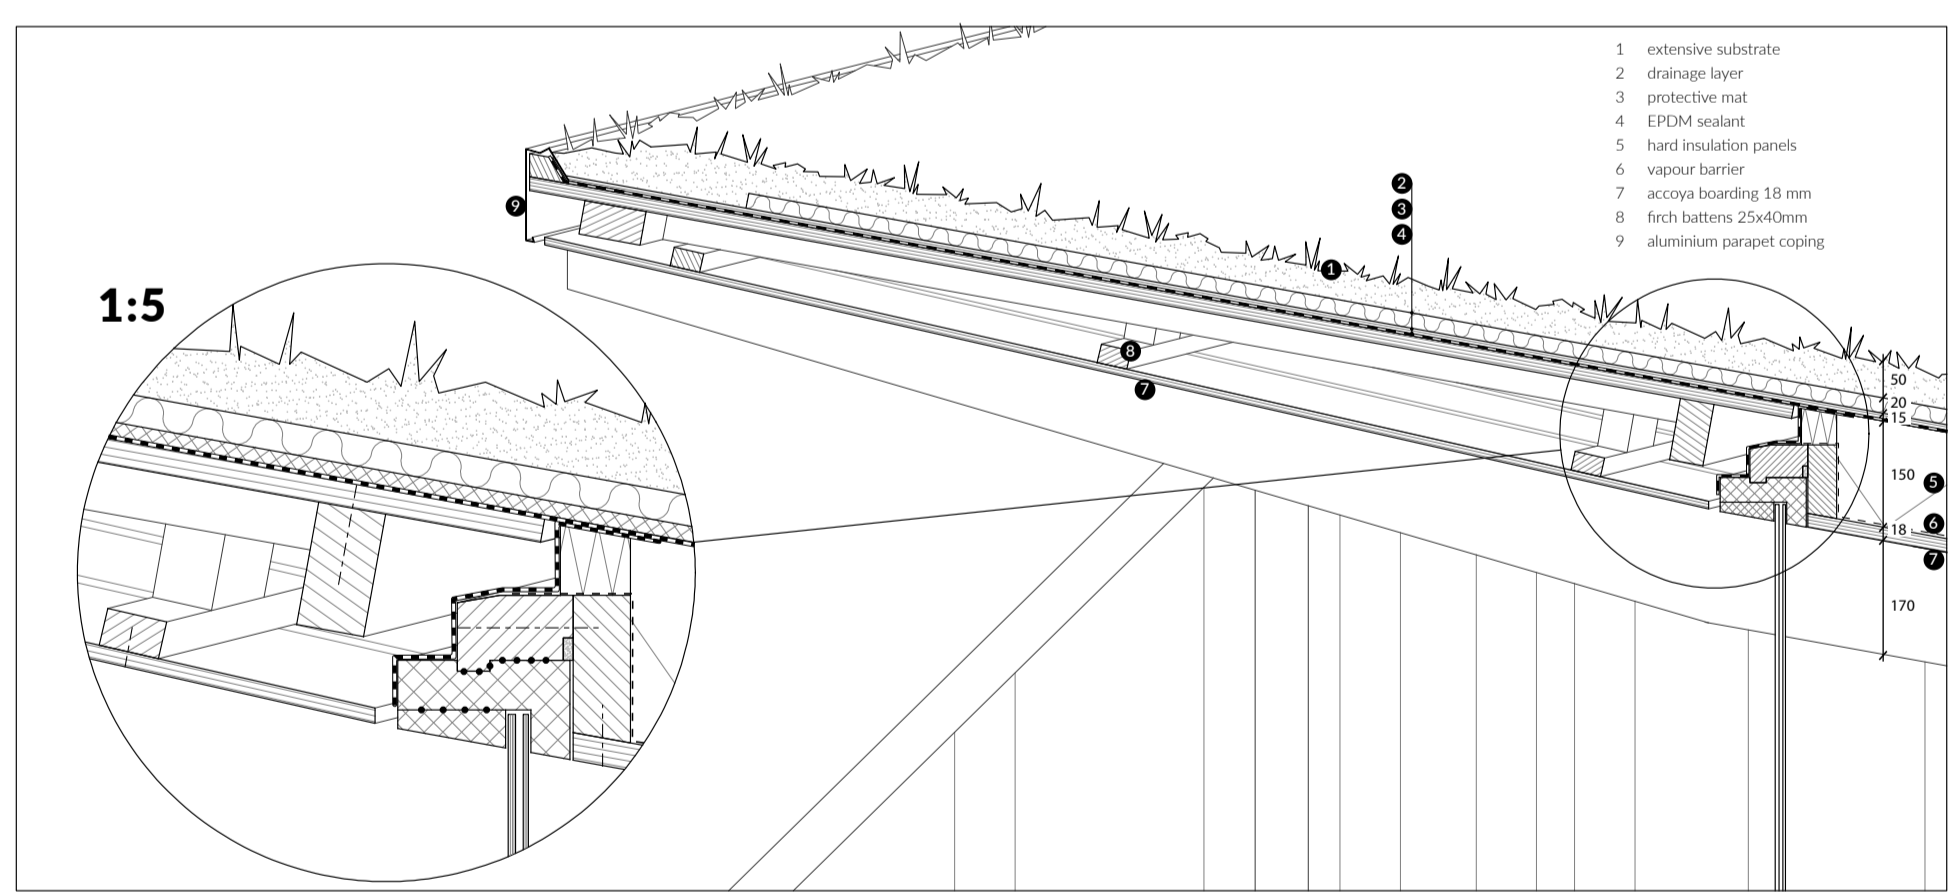 1 extensive substrate
2 drainage layer
3 protective mat
4 EPDM sealant
5 hard insulation panels
6 vapour barrier
7 accoya boarding 18 mm
8 firch battens 25x40mm
9 aluminium parapet coping
2
3
4
9
1
1:5
8
7
50
20
15
150
5
6
18
7
170